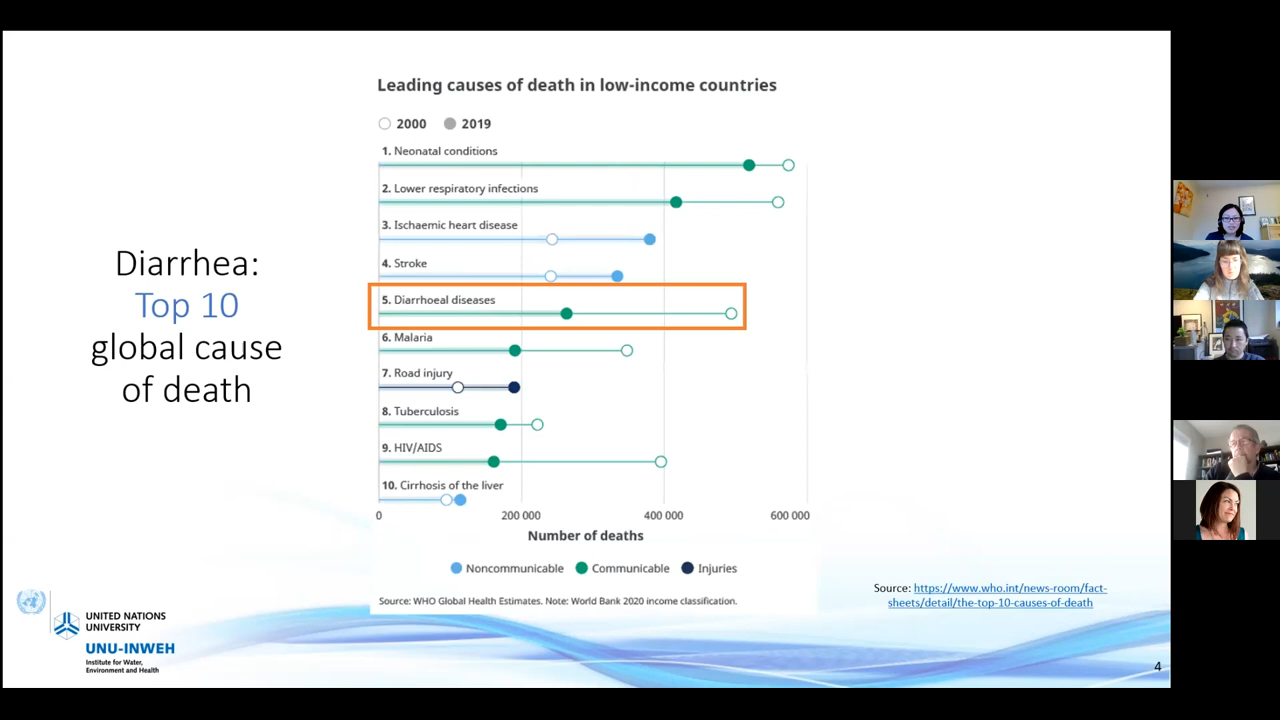 Leading causes of death in low-income countries
2000 2019
1. Neonatal conditions
2. Lower respiratory infections
3. Ischaemic heart disease
4. Stroke
5. Diarrhoeal diseases
6. Malaria
7. Road injury
8. Tuberculosis
9. HIV/AIDS
10. Cirrhosis of the liver
0 200 000 400 000 600 000
Number of deaths
Noncommunicable Communicable Injuries
Source: WHO Global Health Estimates. Note: World Bank 2020 income classification.
Diarrhea:
Top 10
global cause
of death
Source: https://www.who.int/news-room/fact-
sheets/detail/the-top-10-causes-of-death
UNITED NATIONS
UNIVERSITY
UNU-INWEH
Institute for Water,
Environment and Health
4